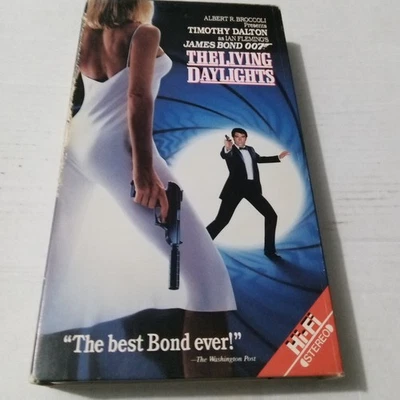 ALBERT R. BROCCOLI
Presents
TIMOTHY DALTON
as IAN FLEMING'S
JAMES BOND 007
THE LIVING
DAYLIGHTS
"The best Bond ever!"
—The Washington Post
Hi-Fi
STEREO